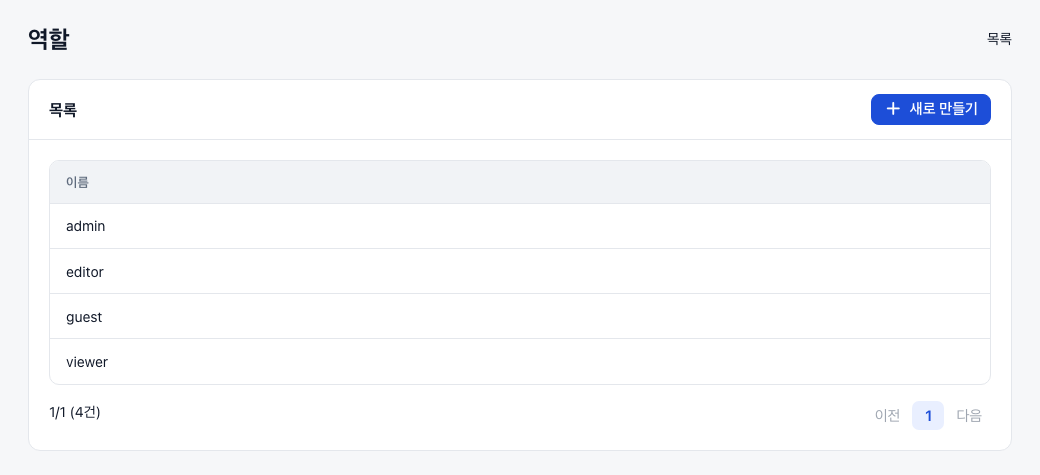 역할
목록
목록
새로 만들기
이름
admin
editor
guest
viewer
1/1 (4건)
이전 1 다음